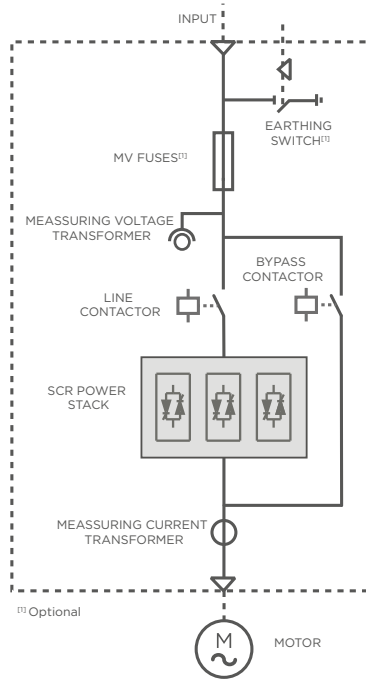 INPUT
EARTHING
SWITCH[1]
MV FUSES[1]
MEASSURING VOLTAGE
TRANSFORMER
BYPASS
CONTACTOR
LINE
CONTACTOR
SCR POWER
STACK
MEASSURING CURRENT
TRANSFORMER
[1] Optional
M
MOTOR